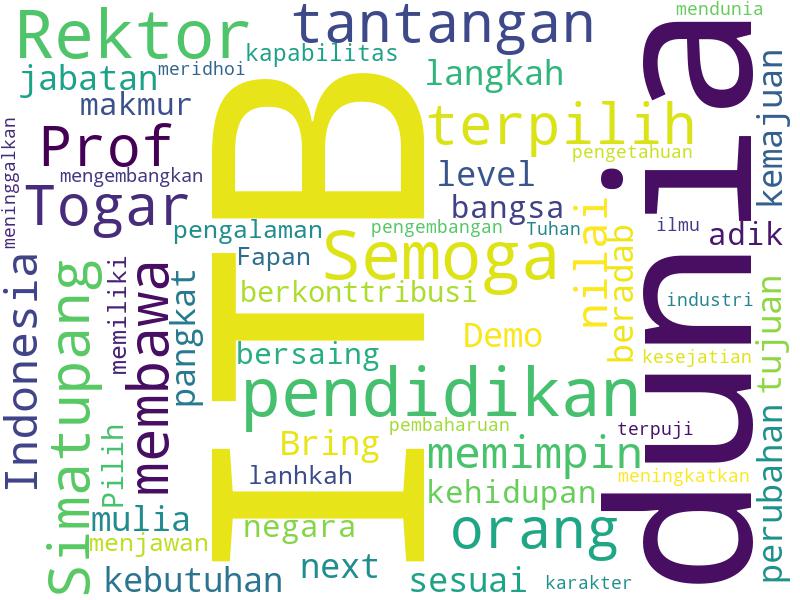 mendunia
Rektor
tantangan
kapabilitas
jabatan
meridhoi
langkah
makmur
kemajuan
terpilih
Prof
meninggalkan
pengetahuan
mengembangkan
level
Togar
bangsa
nilai
ilmu
adik
pengalaman
pengembangan
Tuhan
beradab
Semoga
Fapan
Indonesia
Simatupang
memiliki
membawa
pangkat
ITB
dunia
berkonttribusi
industri
tujuan
Demo
bersaing
kesejatian
pendidikan
perubahan
pembaharuan
terpuji
Pilih
Bring
memimpin
lanhkah
meningkatkan
kehidupan
mulia
negara
orang
menjawan
kebutuhan
next
sesuai
karakter